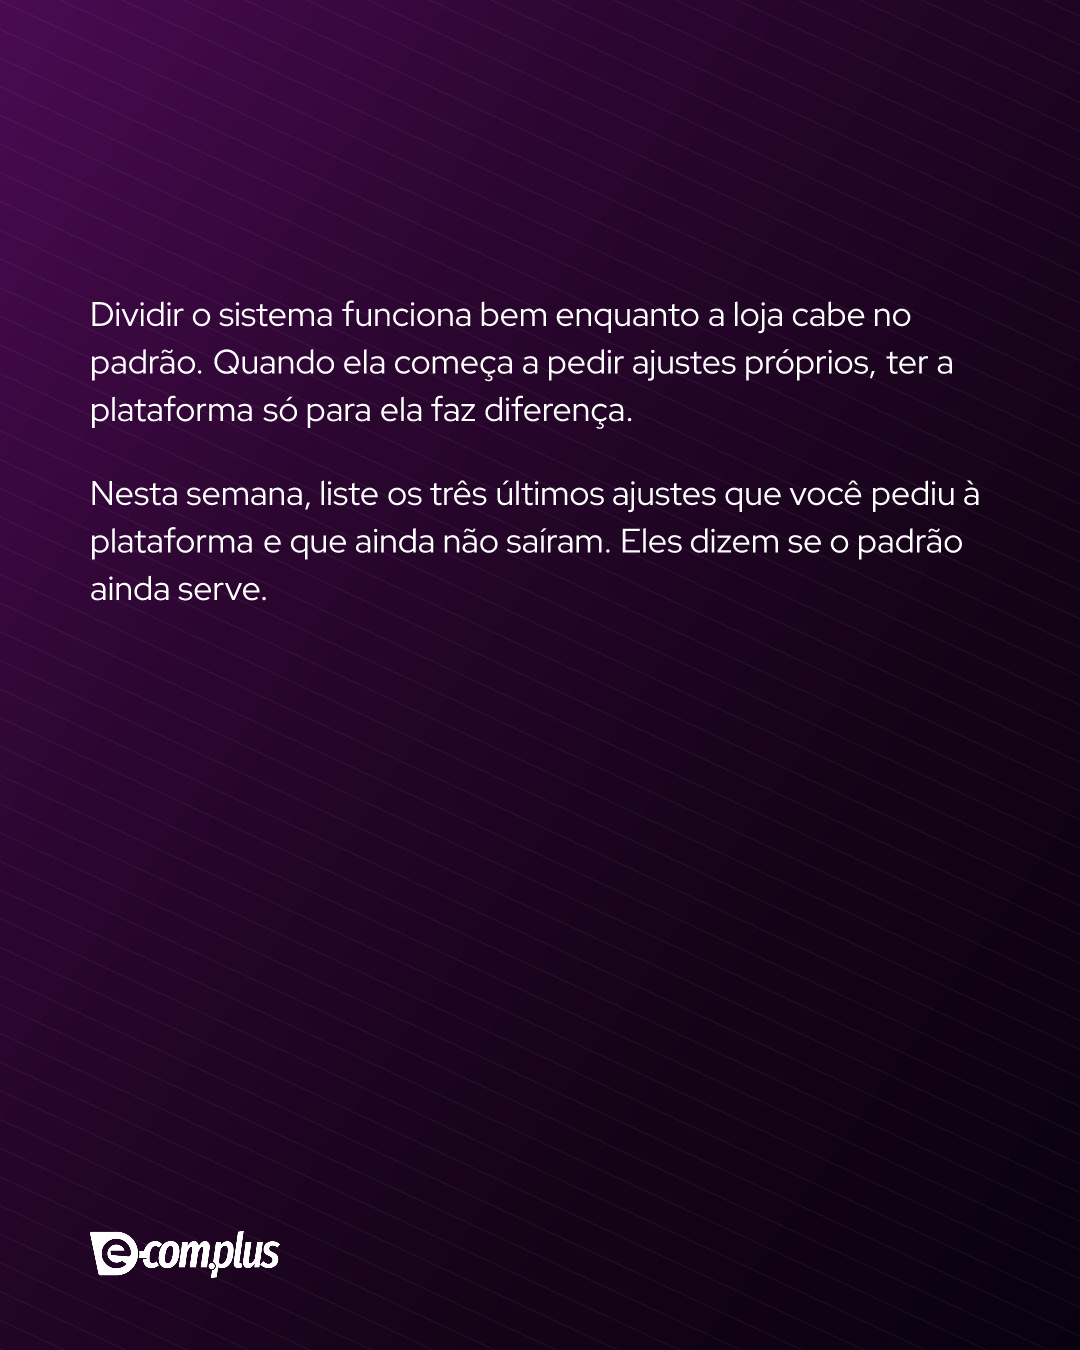 Dividir o sistema funciona bem enquanto a loja cabe no
padrão. Quando ela começa a pedir ajustes próprios, ter a
plataforma só para ela faz diferença.
Nesta semana, liste os três últimos ajustes que você pediu à
plataforma e que ainda não saíram. Eles dizem se o padrão
ainda serve.
e-com.plus